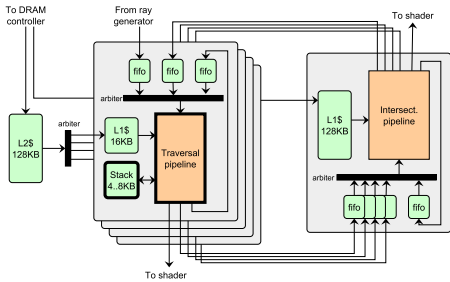 To DRAM
controller
From ray
generator
To shader
fifo
fifo
fifo
arbiter
arbiter
L2$
128KB
L1$
16KB
Stack
4..8KB
Traversal
pipeline
To shader
L1$
128KB
Intersect.
pipeline
arbiter
fifo
fifo